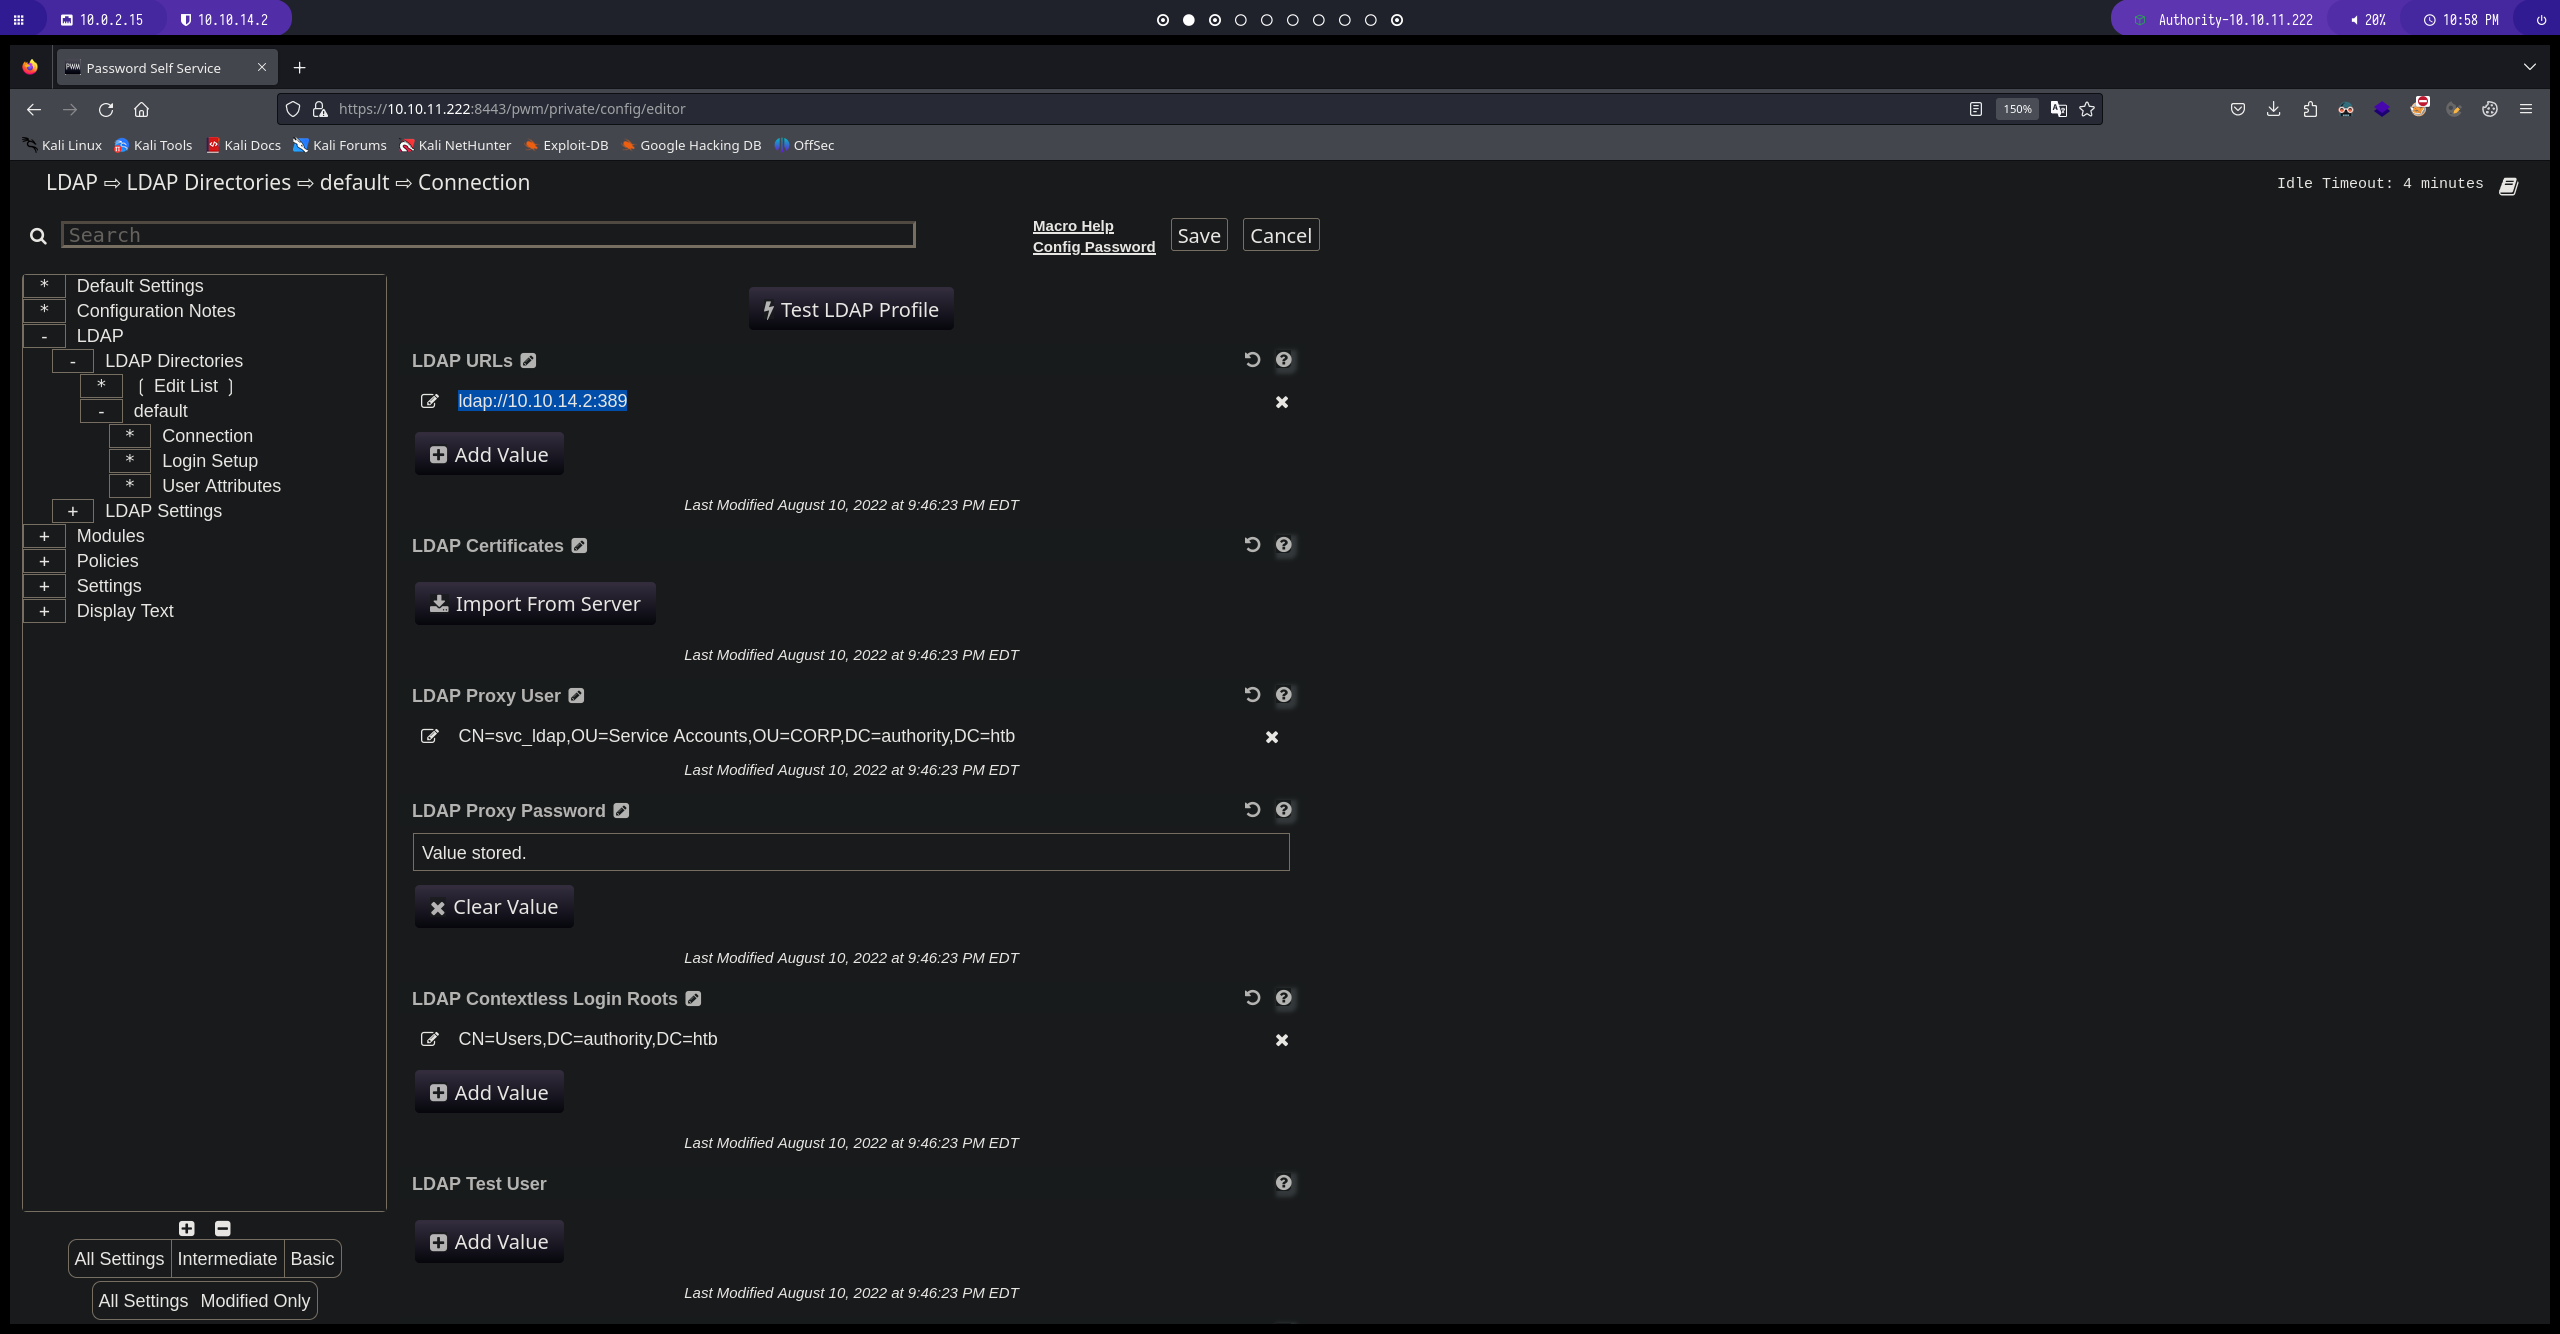 10.0.2.15 10.10.14.2 Authority-10.10.11.222 20% 10:58 PM
PWM Password Self Service
https://10.10.11.222:8443/pwm/private/config/editor 150%
Kali Linux Kali Tools Kali Docs Kali Forums Kali NetHunter Exploit-DB Google Hacking DB OffSec
LDAP ⇨ LDAP Directories ⇨ default ⇨ Connection Idle Timeout: 4 minutes
Search Macro Help Config Password Save Cancel
* Default Settings
* Configuration Notes
- LDAP
- LDAP Directories
* [ Edit List ]
- default
* Connection
* Login Setup
* User Attributes
+ LDAP Settings
+ Modules
+ Policies
+ Settings
+ Display Text
All Settings Intermediate Basic
All Settings Modified Only
Test LDAP Profile
LDAP URLs
ldap://10.10.14.2:389
Add Value
Last Modified August 10, 2022 at 9:46:23 PM EDT
LDAP Certificates
Import From Server
Last Modified August 10, 2022 at 9:46:23 PM EDT
LDAP Proxy User
CN=svc_ldap,OU=Service Accounts,OU=CORP,DC=authority,DC=htb
Last Modified August 10, 2022 at 9:46:23 PM EDT
LDAP Proxy Password
Value stored.
Clear Value
Last Modified August 10, 2022 at 9:46:23 PM EDT
LDAP Contextless Login Roots
CN=Users,DC=authority,DC=htb
Add Value
Last Modified August 10, 2022 at 9:46:23 PM EDT
LDAP Test User
Add Value
Last Modified August 10, 2022 at 9:46:23 PM EDT